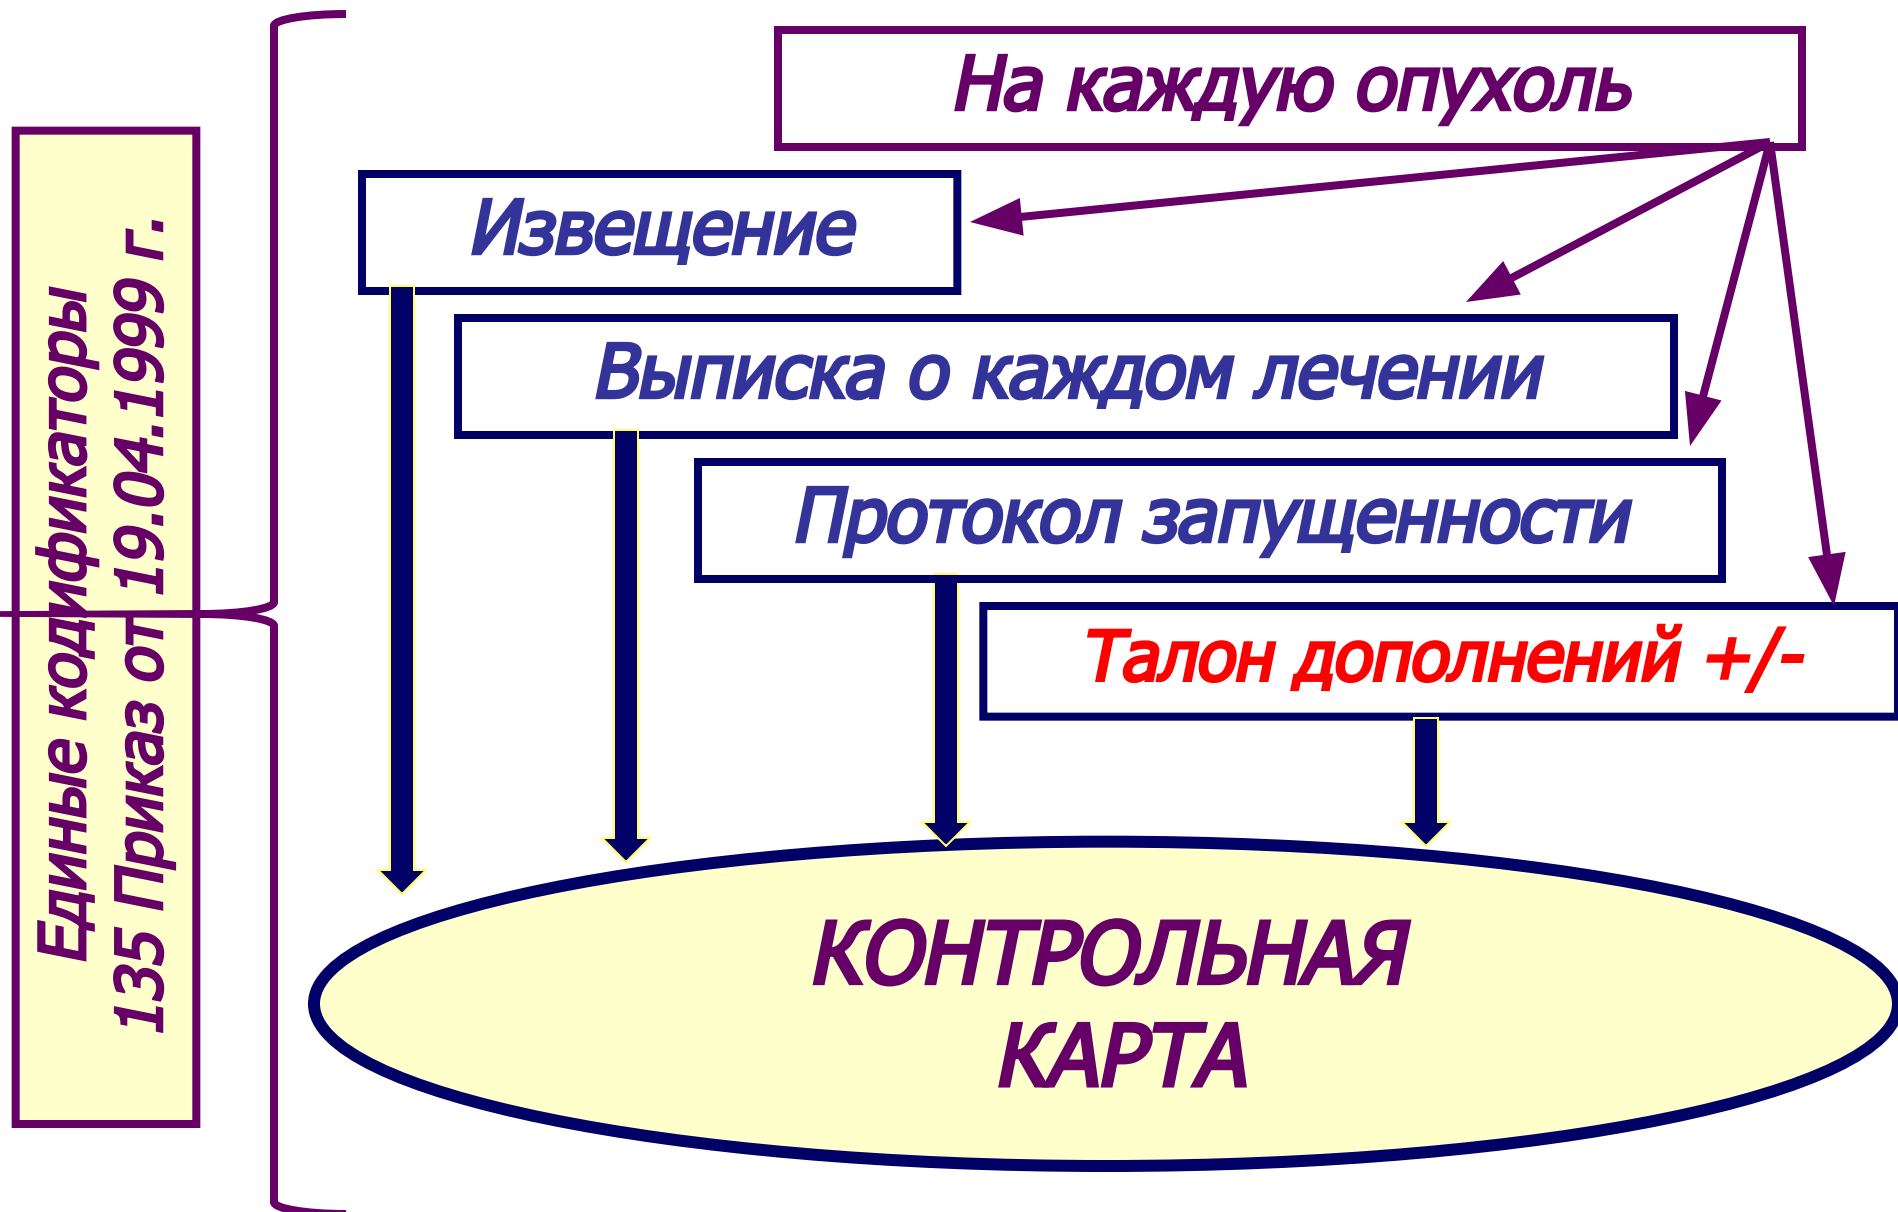 На каждую опухоль
Извещение
Выписка о каждом лечении
Протокол запущенности
Талон дополнений +/-
КОНТРОЛЬНАЯ
КАРТА
Единые кодификаторы
135 Приказ от 19.04.1999 г.